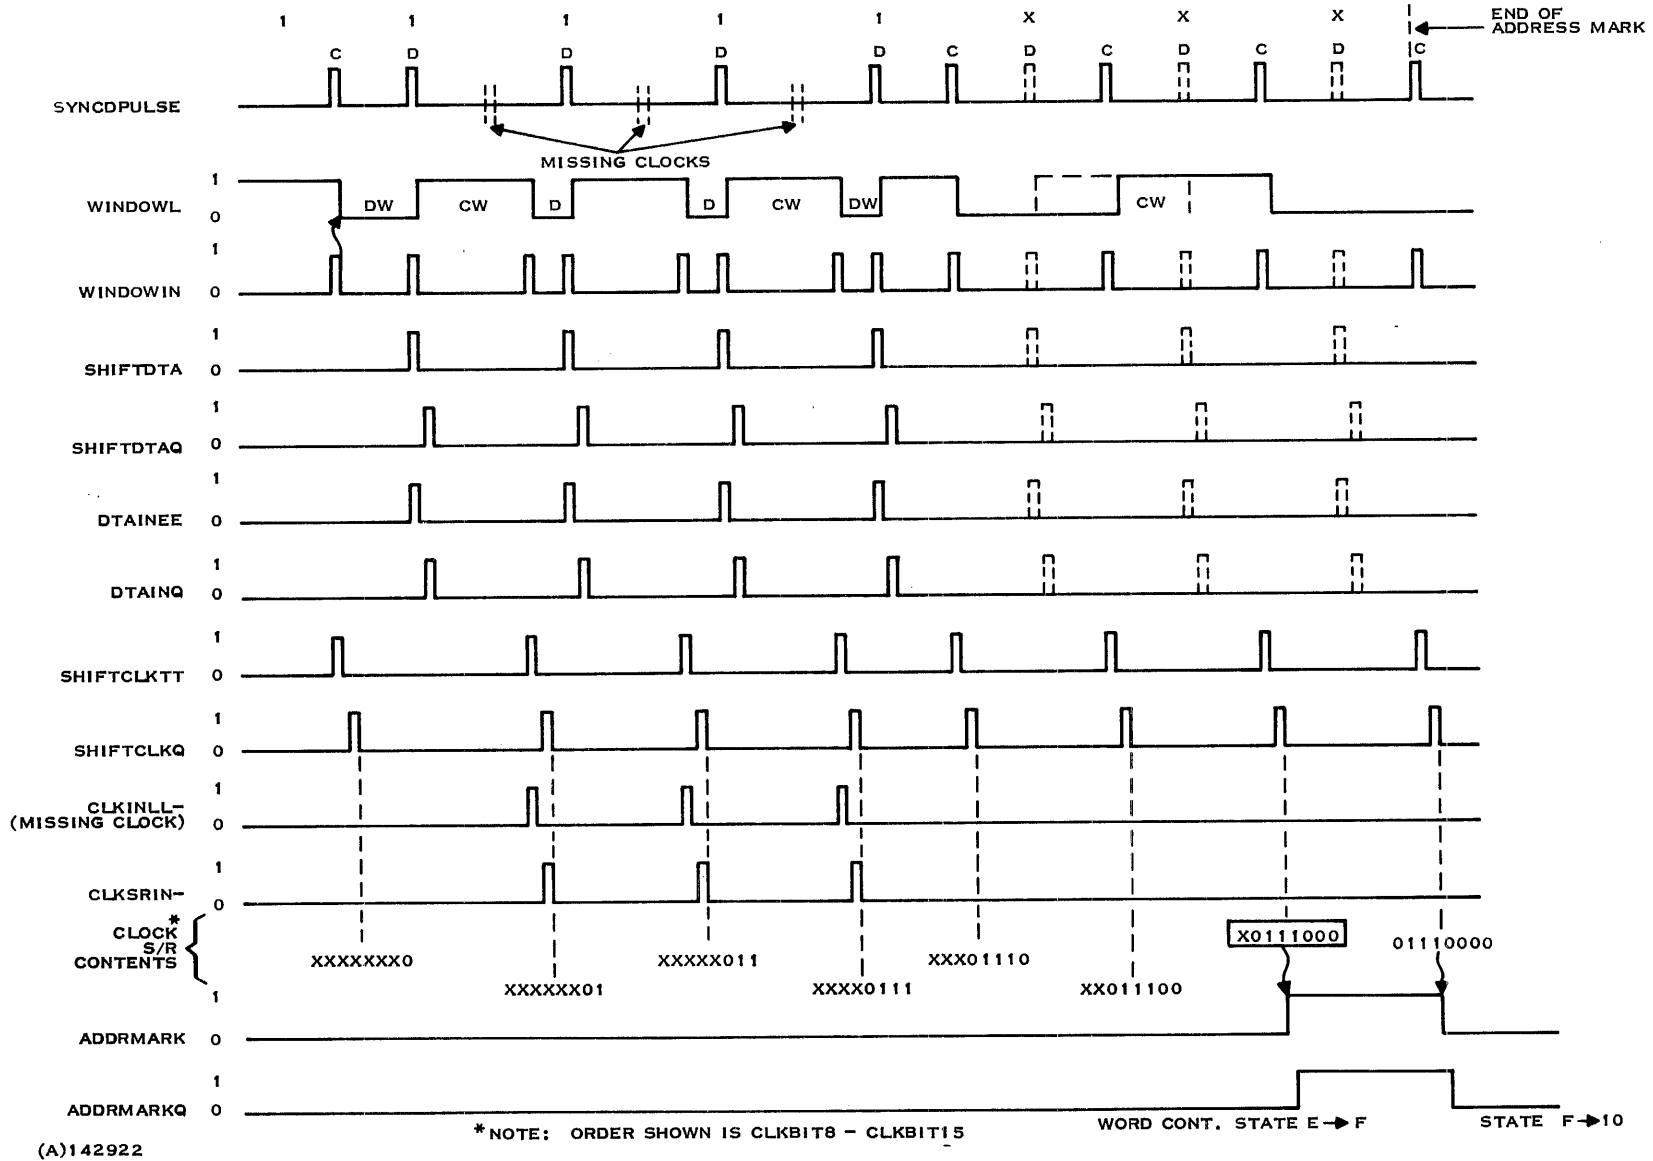 1 1 1 1 1 X X X END OF
ADDRESS MARK
C D D D D C D C D C D C
SYNCDPULSE
MISSING CLOCKS
1
WINDOWL DW CW D D CW DW CW
0
1
WINDOWIN 0
1
SHIFTDTA 0
1
SHIFTDTAQ 0
1
DTAINEE 0
1
DTAINQ 0
1
SHIFTCLKTT 0
1
SHIFTCLKQ 0
1
CLKINLL-
(MISSING CLOCK) 0
1
CLKSRIN- 0
*
CLOCK
S/R
CONTENTS
X0111000 01110000
XXXXXXX0 XXXXX011 XXX01110
XXXXXX01 XXXX0111 XX011100
1
ADDRMARK 0
1
ADDRMARKQ 0
WORD CONT. STATE E→F STATE F→10
*NOTE: ORDER SHOWN IS CLKBIT8 - CLKBIT15
(A)142922